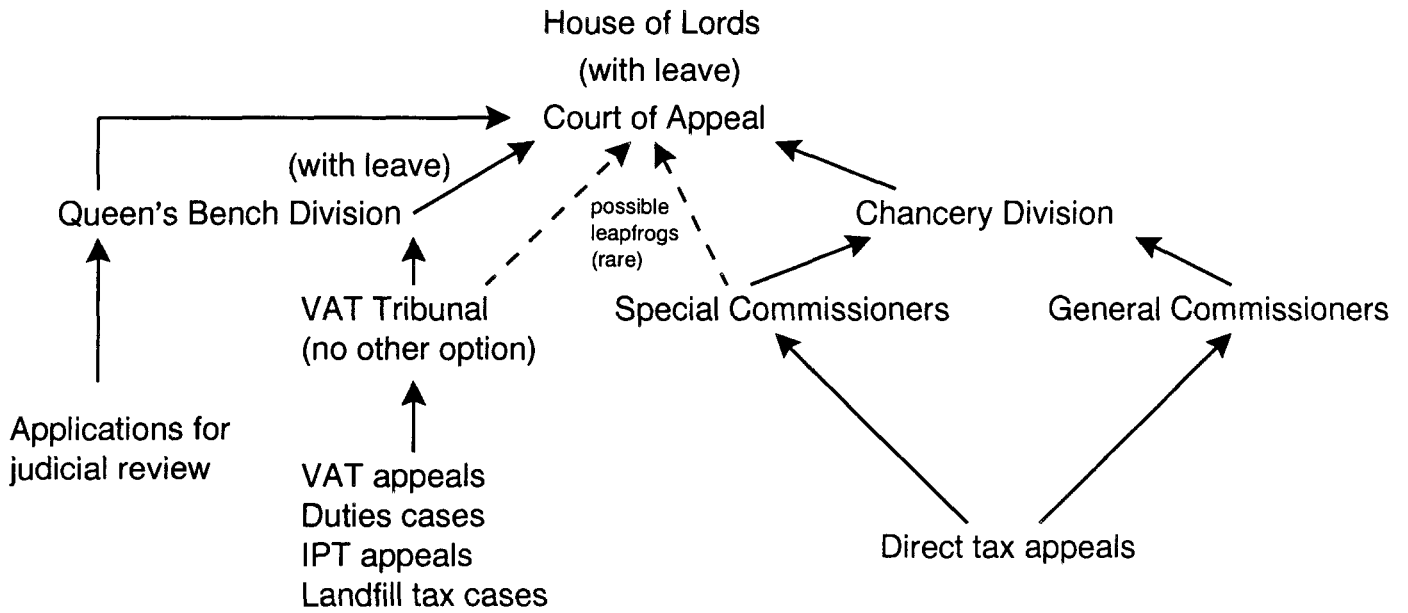 House of Lords
(with leave)
Court of Appeal
(with leave)
Queen's Bench Division
possible
leapfrogs
(rare)
Chancery Division
VAT Tribunal
(no other option)
Special Commissioners
General Commissioners
Applications for
judicial review
VAT appeals
Duties cases
IPT appeals
Landfill tax cases
Direct tax appeals